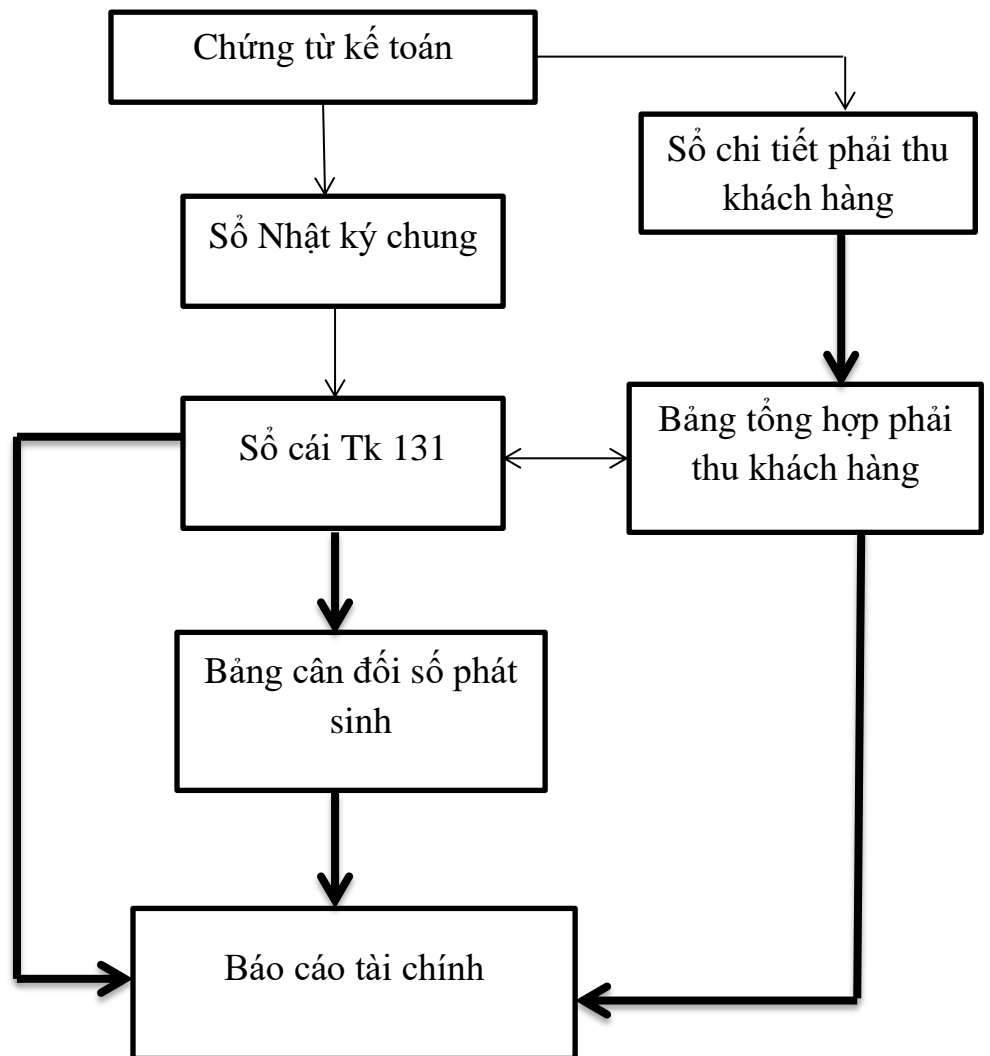 Chứng từ kế toán
Sổ chi tiết phải thu
khách hàng
Sổ Nhật ký chung
Sổ cái Tk 131
Bảng tổng hợp phải
thu khách hàng
Bảng cân đối số phát
sinh
Báo cáo tài chính